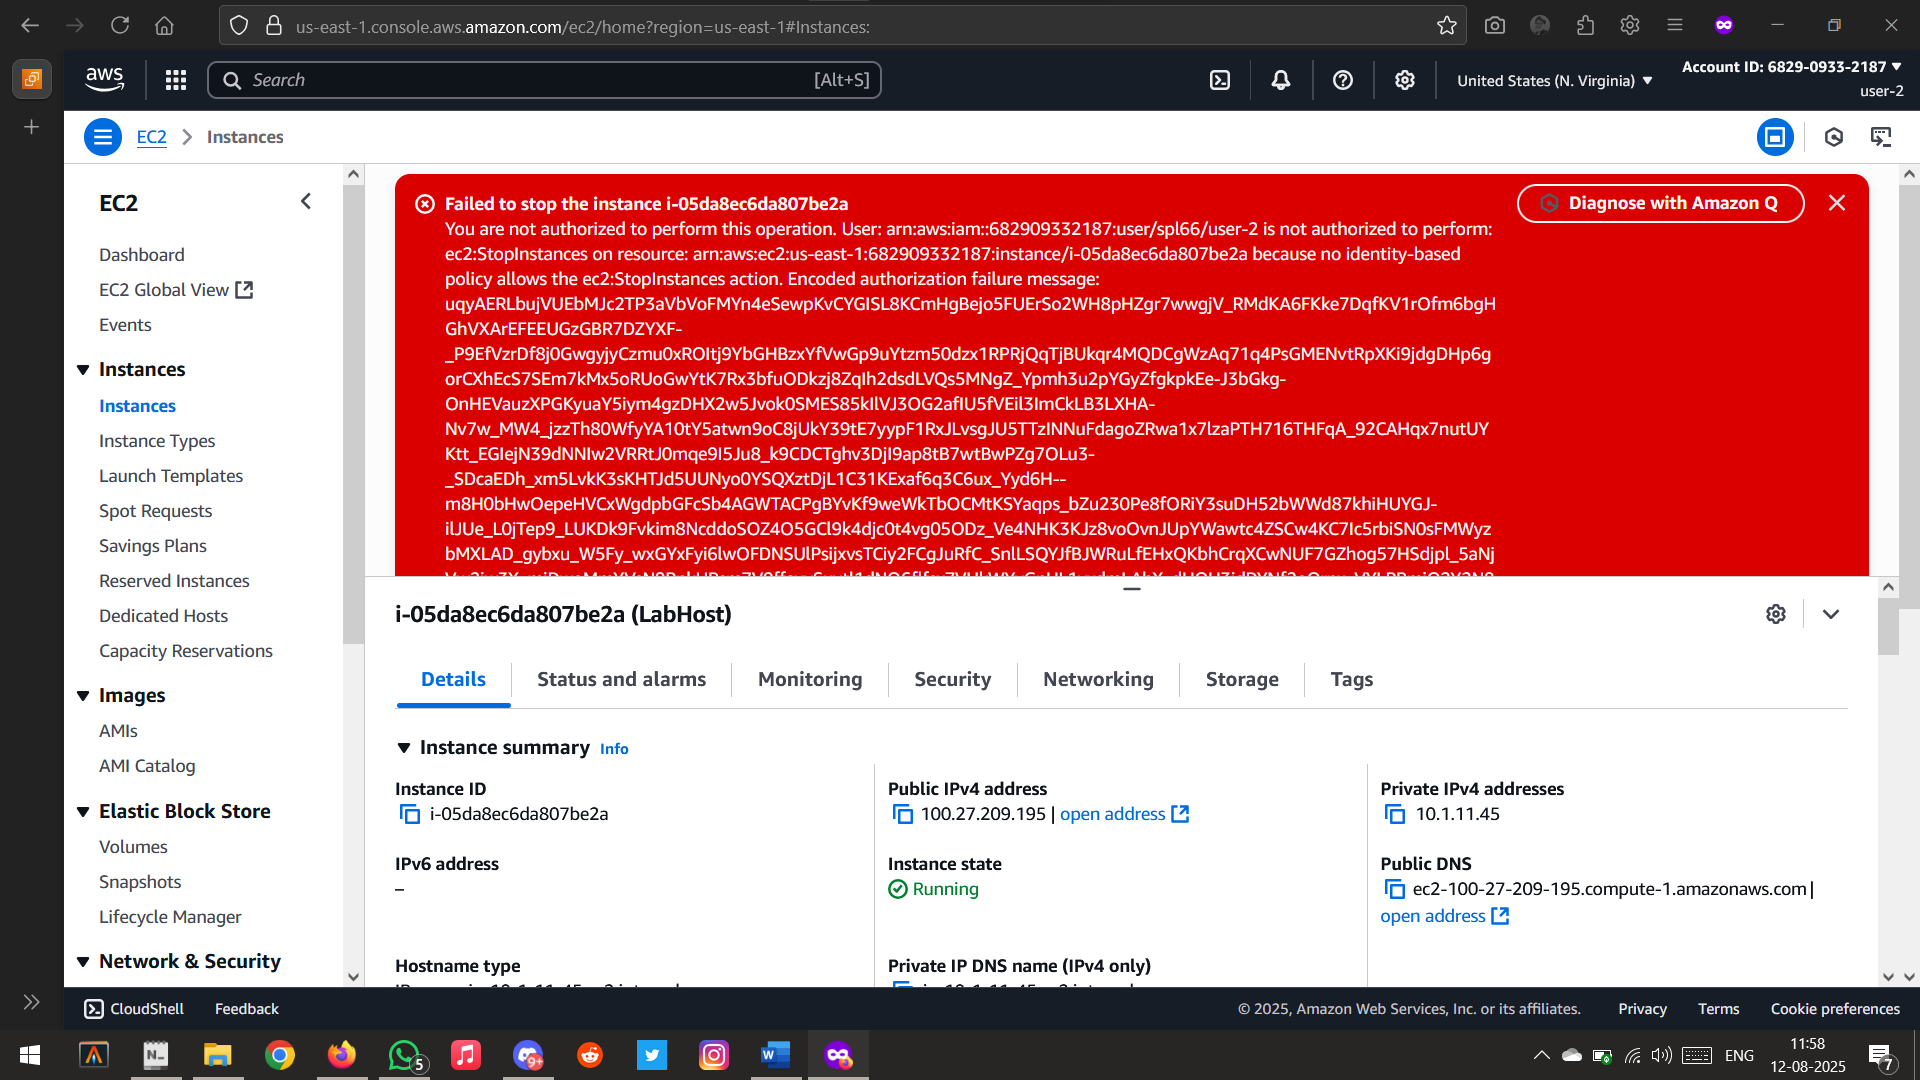 us-east-1.console.aws.amazon.com/ec2/home?region=us-east-1#Instances:
aws
Search
[Alt+S]
United States (N. Virginia)
Account ID: 6829-0933-2187
user-2
EC2
Instances
EC2
Dashboard
EC2 Global View
Events
Instances
Instances
Instance Types
Launch Templates
Spot Requests
Savings Plans
Reserved Instances
Dedicated Hosts
Capacity Reservations
Images
AMIs
AMI Catalog
Elastic Block Store
Volumes
Snapshots
Lifecycle Manager
Network & Security
Failed to stop the instance i-05da8ec6da807be2a
Diagnose with Amazon Q
You are not authorized to perform this operation. User: arn:aws:iam::682909332187:user/spl66/user-2 is not authorized to perform:
ec2:StopInstances on resource: arn:aws:ec2:us-east-1:682909332187:instance/i-05da8ec6da807be2a because no identity-based
policy allows the ec2:StopInstances action. Encoded authorization failure message:
uqyAERLbujVUEbMJc2TP3aVbVoFMYn4eSewpKvCYGISL8KCmHgBejo5FUErSo2WH8pHZgr7wwgjV_RMdKA6FKke7DqfKV1rOfm6bgH
GhVXArEFEEUGzGBR7DZYXF-
_P9EfVzrDf8j0GwgyjyCzmu0xROItj9YbGHBzxYfVwGp9uYtzm50dzx1RPRjQqTjBUkqr4MQDCgWzAq71q4PsGMENvtRpXKi9jdgDHp6g
orCXhEcS7SEm7kMx5oRUoGwYtK7Rx3bfuODkzj8ZqIh2dsdLVQs5MNgZ_Ypmh3u2pYGyZfgkpkEe-J3bGkg-
OnHEVauzXPGKyuaY5iym4gzDHX2w5Jvok0SMES85kIlVJ3OG2afIU5fVEil3ImCkLB3LXHA-
Nv7w_MW4_jzzTh80WfyYA10tY5atwn9oC8jUkY39tE7yypF1RxJLvsgJU5TTzINNuFdagoZRwa1x7lzaPTH716THFqA_92CAHqx7nutUY
Ktt_EGIejN39dNNIw2VRRtJ0mqe9I5Ju8_k9CDCTghv3DjI9ap8tB7wtBwPZg7OLu3-
_SDcaEDh_xm5LvkK3sKHTJd5UUNyo0YSQXztDjL1C31KExaf6q3C6ux_Yyd6H--
m8H0bHwOepeHVCxWgdpbGFcSb4AGWTACPgBYvKf9weWkTbOCMtKSYaqps_bZu230Pe8fORiY3suDH52bWWd87khiHUYGJ-
ilJUe_L0jTep9_LUKDk9Fvkim8NcddoSOZ4O5GCl9k4djc0t4vg05ODz_Ve4NHK3KJz8voOvnJUpYWawtc4ZSCw4KC7Ic5rbiSN0sFMWyz
bMXLAD_gybxu_W5Fy_wxGYxFyi6lwOFDNSUlPsijxvsTCiy2FCgJuRfC_SnlLSQYJfBJWRuLfEHxQKbhCrqXCwNUF7GZhog57HSdjpl_5aNj
i-05da8ec6da807be2a (LabHost)
Details
Status and alarms
Monitoring
Security
Networking
Storage
Tags
Instance summary Info
Instance ID
i-05da8ec6da807be2a
Public IPv4 address
100.27.209.195 | open address
Private IPv4 addresses
10.1.11.45
IPv6 address
–
Instance state
Running
Public DNS
ec2-100-27-209-195.compute-1.amazonaws.com |
open address
Hostname type
Private IP DNS name (IPv4 only)
CloudShell
Feedback
© 2025, Amazon Web Services, Inc. or its affiliates.
Privacy
Terms
Cookie preferences
5
9+
ENG
11:58
12-08-2025
7